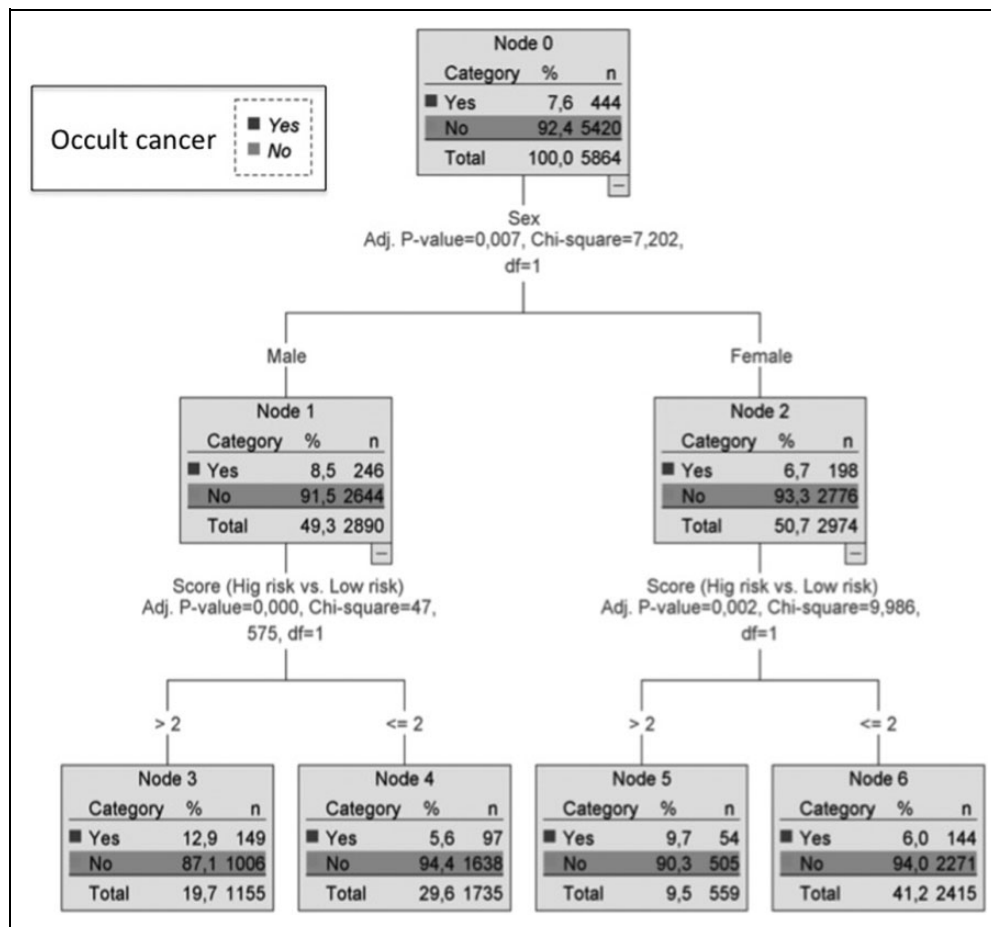 Occult cancer
Yes
No
Node 0
Category % n
Yes 7,6 444
No 92,4 5420
Total 100,0 5864
Sex
Adj. P-value=0,007, Chi-square=7,202,
df=1
Male
Female
Node 1
Category % n
Yes 8,5 246
No 91,5 2644
Total 49,3 2890
Node 2
Category % n
Yes 6,7 198
No 93,3 2776
Total 50,7 2974
Score (Hig risk vs. Low risk)
Adj. P-value=0,000, Chi-square=47,
575, df=1
Score (Hig risk vs. Low risk)
Adj. P-value=0,002, Chi-square=9,986,
df=1
> 2
<= 2
> 2
<= 2
Node 3
Category % n
Yes 12,9 149
No 87,1 1006
Total 19,7 1155
Node 4
Category % n
Yes 5,6 97
No 94,4 1638
Total 29,6 1735
Node 5
Category % n
Yes 9,7 54
No 90,3 505
Total 9,5 559
Node 6
Category % n
Yes 6,0 144
No 94,0 2271
Total 41,2 2415